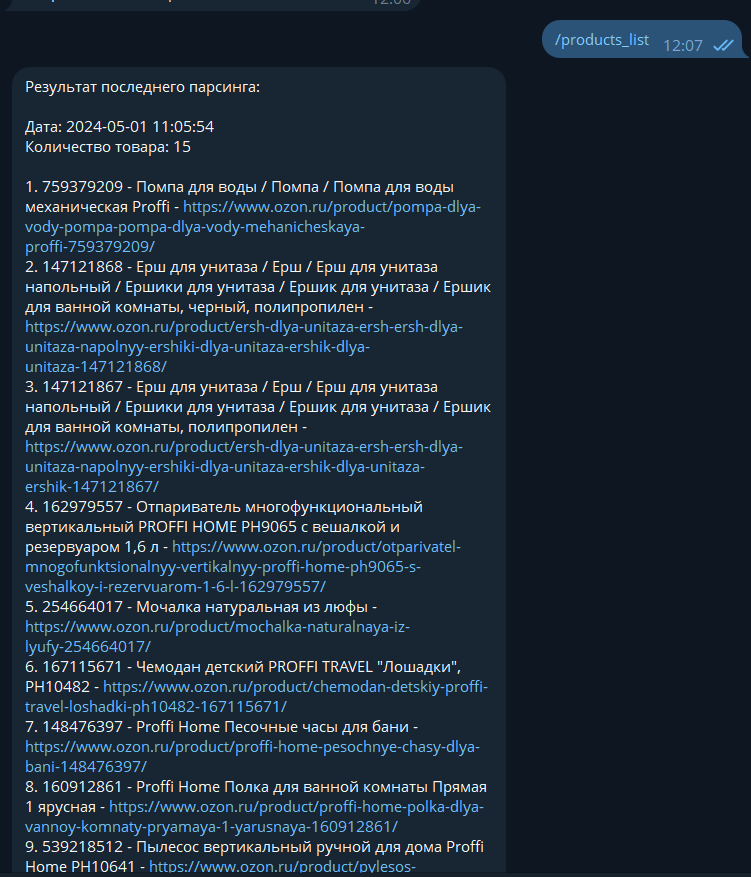 /products_list 12:07
Результат последнего парсинга:
Дата: 2024-05-01 11:05:54
Количество товара: 15
1. 759379209 - Помпа для воды / Помпа / Помпа для воды
механическая Proffi - https://www.ozon.ru/product/pompa-dlya-
vody-pompa-pompa-dlya-vody-mehanicheskaya-
proffi-759379209/
2. 147121868 - Ерш для унитаза / Ерш / Ерш для унитаза
напольный / Ершики для унитаза / Ершик для унитаза / Ершик
для ванной комнаты, черный, полипропилен -
https://www.ozon.ru/product/ersh-dlya-unitaza-ersh-ersh-dlya-
unitaza-napolnyy-ershiki-dlya-unitaza-ershik-dlya-
unitaza-147121868/
3. 147121867 - Ерш для унитаза / Ерш / Ерш для унитаза
напольный / Ершики для унитаза / Ершик для унитаза / Ершик
для ванной комнаты, полипропилен -
https://www.ozon.ru/product/ersh-dlya-unitaza-ersh-ersh-dlya-
unitaza-napolnyy-ershiki-dlya-unitaza-ershik-dlya-unitaza-
ershik-147121867/
4. 162979557 - Отпариватель многофункциональный
вертикальный PROFFI HOME PH9065 с вешалкой и
резервуаром 1,6 л - https://www.ozon.ru/product/otparivatel-
mnogofunktsionalnyy-vertikalnyy-proffi-home-ph9065-s-
veshalkoy-i-rezervuarom-1-6-l-162979557/
5. 254664017 - Мочалка натуральная из люфы -
https://www.ozon.ru/product/mochalka-naturalnaya-iz-
lyufy-254664017/
6. 167115671 - Чемодан детский PROFFI TRAVEL "Лошадки",
PH10482 - https://www.ozon.ru/product/chemodan-detskiy-proffi-
travel-loshadki-ph10482-167115671/
7. 148476397 - Proffi Home Песочные часы для бани -
https://www.ozon.ru/product/proffi-home-pesochnye-chasy-dlya-
bani-148476397/
8. 160912861 - Proffi Home Полка для ванной комнаты Прямая
1 ярусная - https://www.ozon.ru/product/proffi-home-polka-dlya-
vannoy-komnaty-pryamaya-1-yarusnaya-160912861/
9. 539218512 - Пылесос вертикальный ручной для дома Proffi
Home PH10641 - https://www.ozon.ru/product/pylesos-